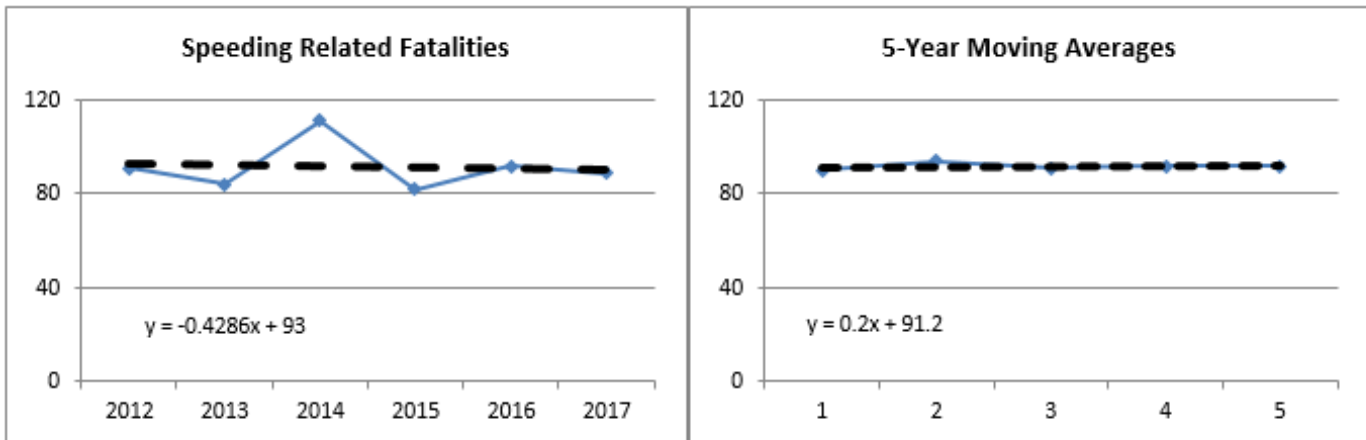 Speeding Related Fatalities
120
80
40
0
y = -0.4286x + 93
2012 2013 2014 2015 2016 2017
5-Year Moving Averages
120
80
40
0
y = 0.2x + 91.2
1 2 3 4 5